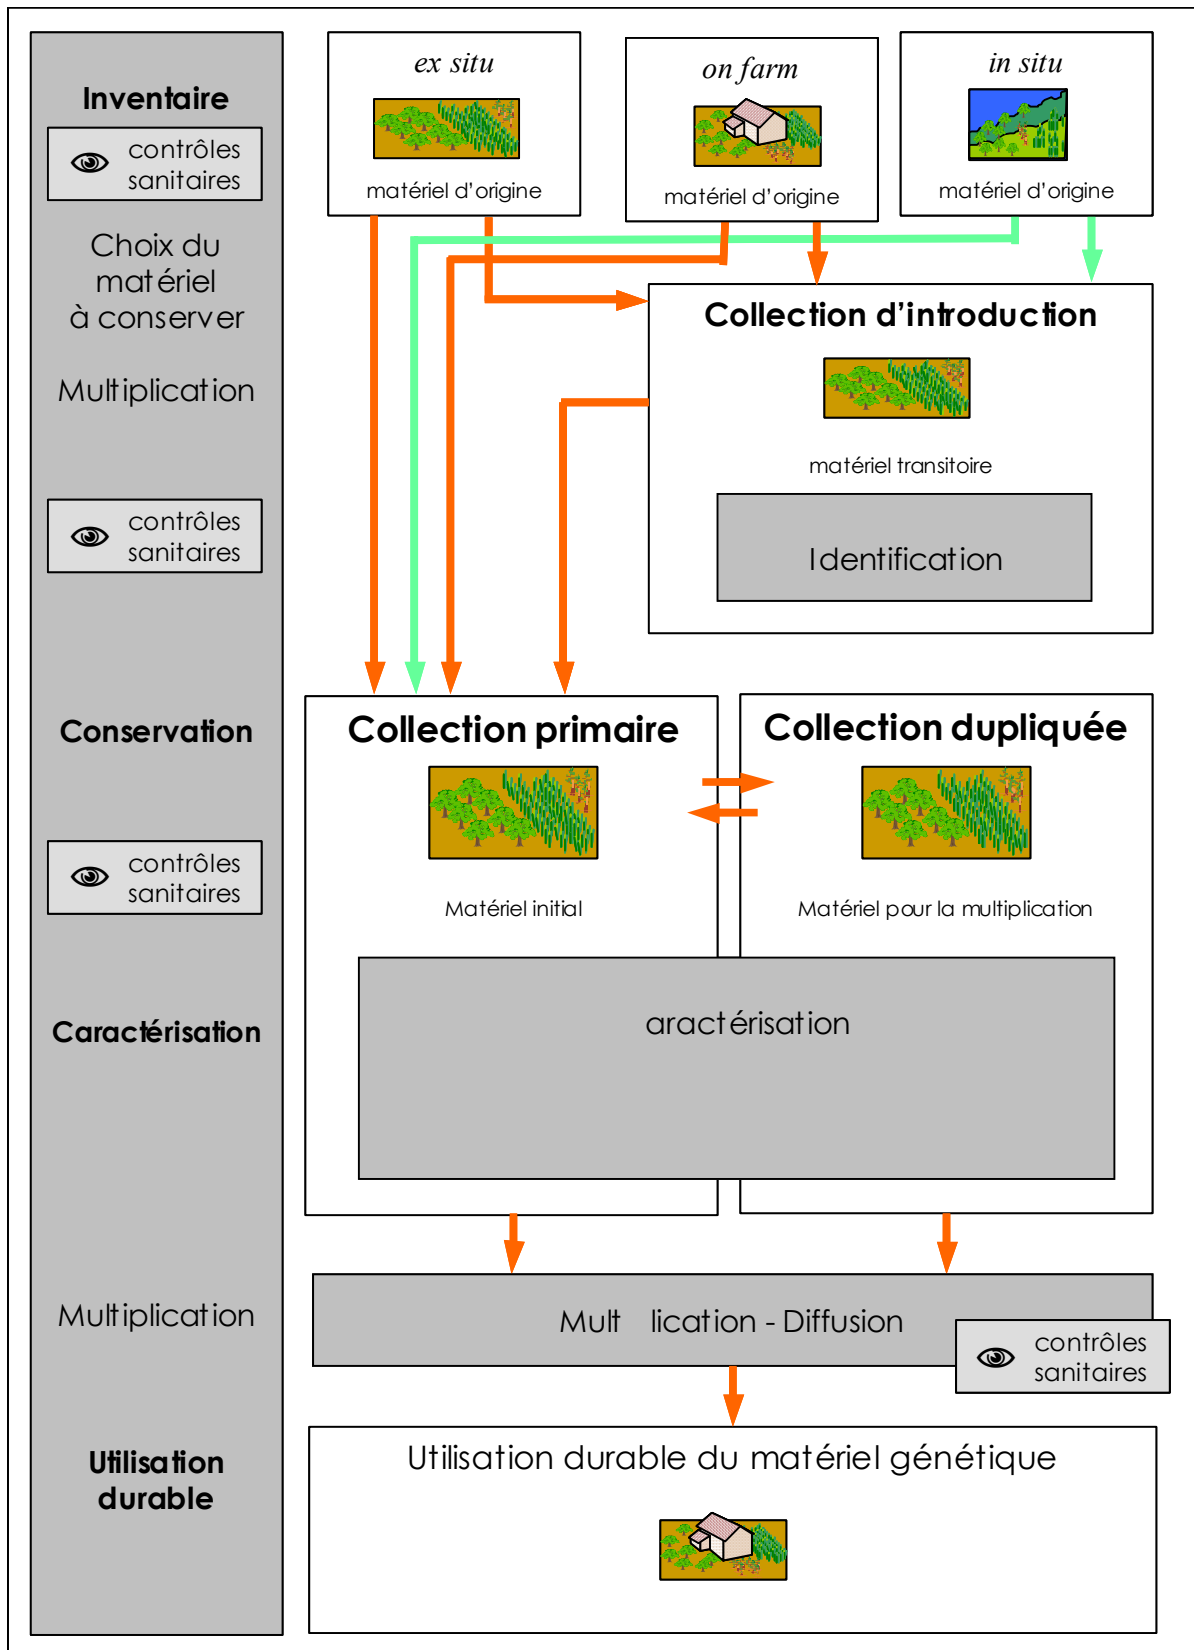 Inventaire
contrôles
sanitaires
Choix du
matériel
à conserver
Multiplication
contrôles
sanitaires
Conservation
contrôles
sanitaires
Caractérisation
Multiplication
Utilisation
durable
ex situ
matériel d'origine
on farm
matériel d'origine
in situ
matériel d'origine
Collection d'introduction
matériel transitoire
Identification
Collection primaire
Matériel initial
Collection dupliquée
Matériel pour la multiplication
aractérisation
Mult lication - Diffusion
contrôles
sanitaires
Utilisation durable du matériel génétique